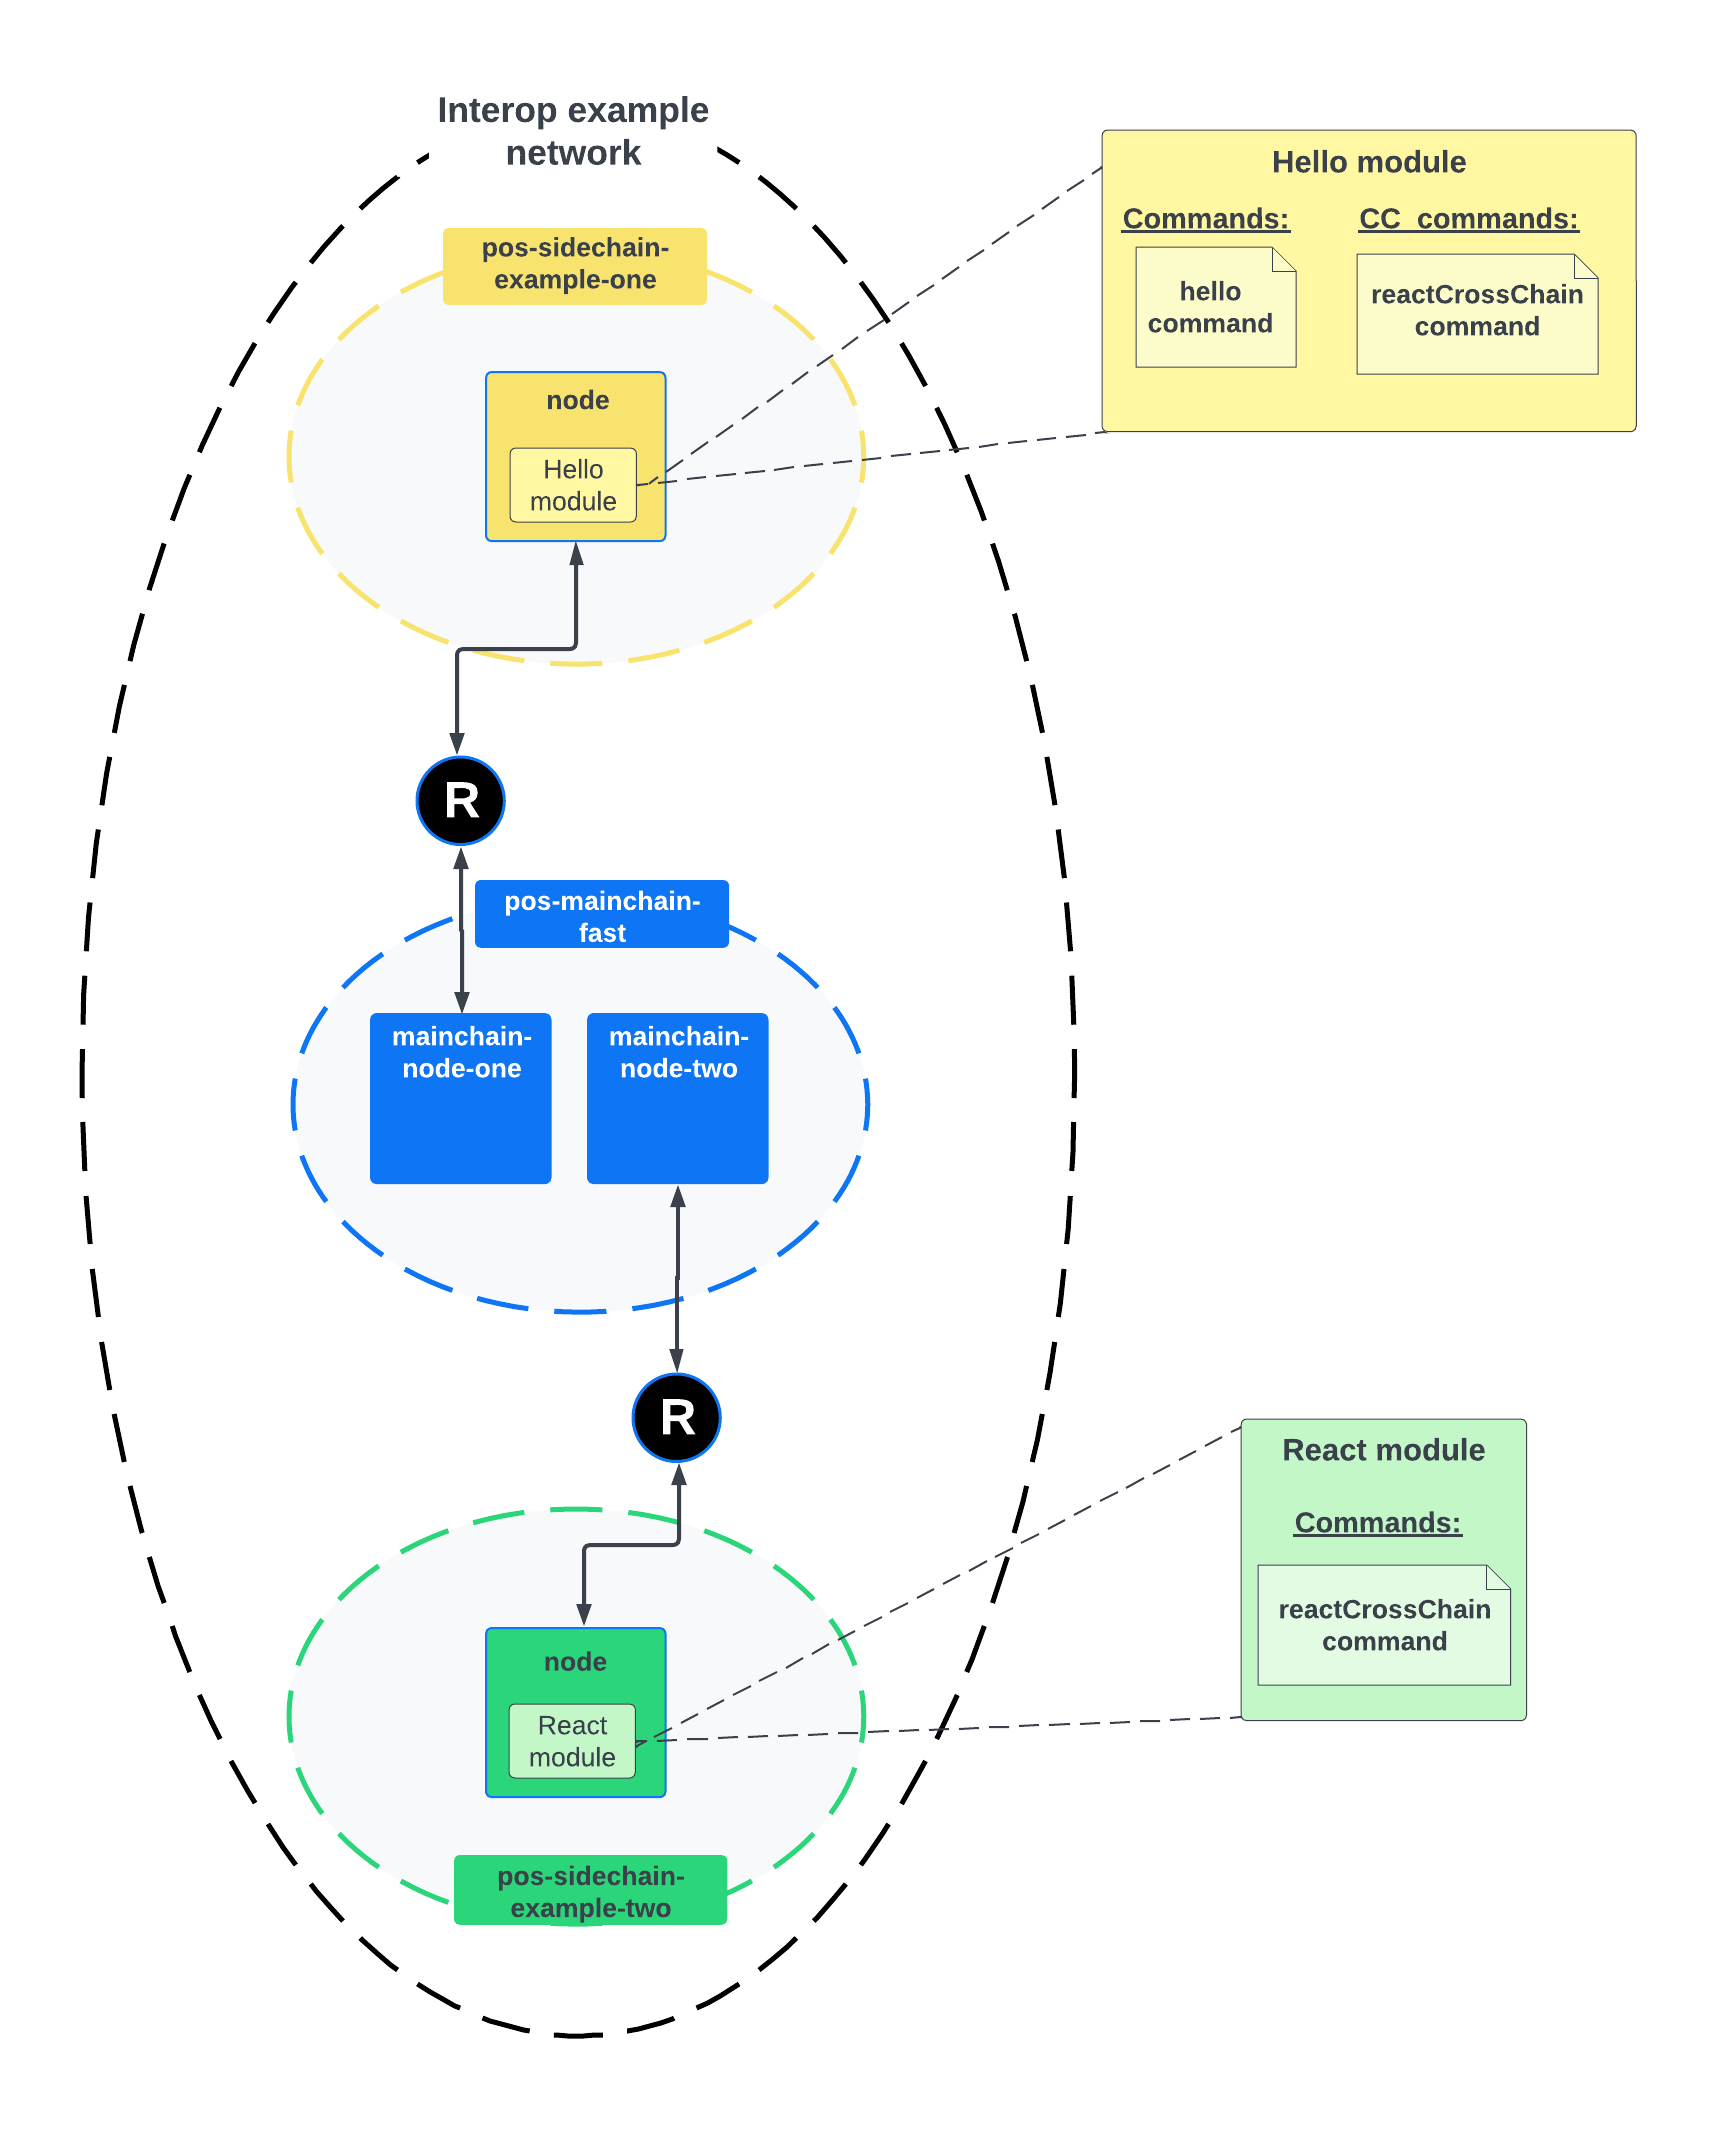 Interop example
network
pos-sidechain-
example-one
node
Hello
module
Hello module
Commands:
CC commands:
hello
command
reactCrossChain
command
R
pos-mainchain-
fast
mainchain-
node-one
mainchain-
node-two
R
React module
Commands:
reactCrossChain
command
node
React
module
pos-sidechain-
example-two